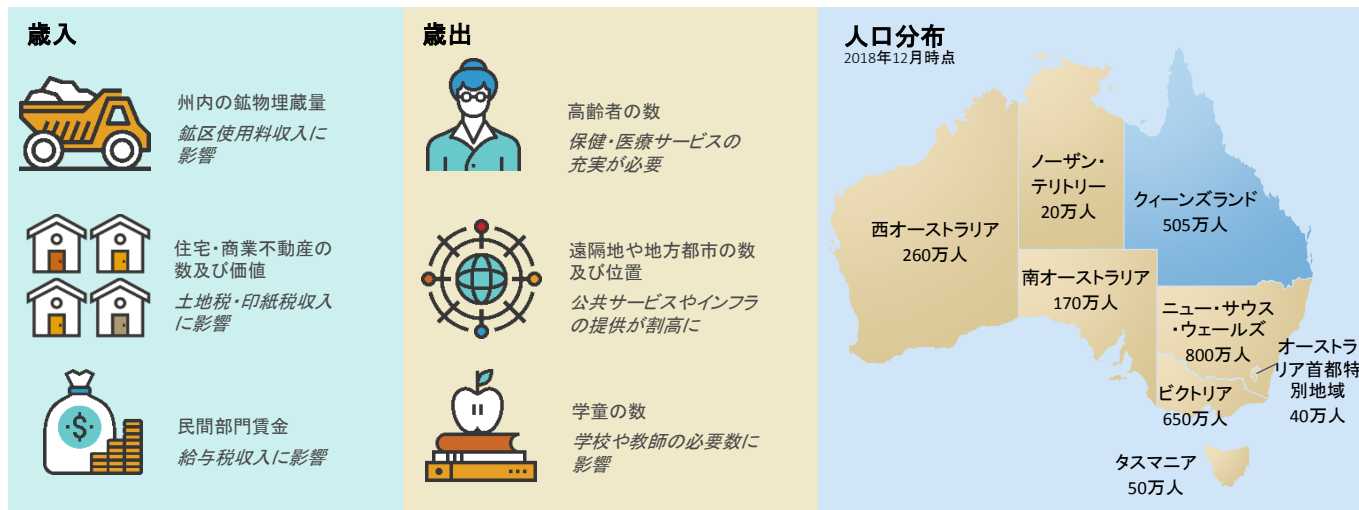 歳入
州内の鉱物埋蔵量
鉱区使用料収入に
影響
住宅・商業不動産の
数及び価値
土地税・印紙税収入
に影響
$
民間部門賃金
給与税収入に影響
歳出
高齢者の数
保健・医療サービスの
充実が必要
遠隔地や地方都市の数
及び位置
公共サービスやインフラ
の提供が割高に
学童の数
学校や教師の必要数に
影響
人口分布
2018年12月時点
ノーザン・
テリトリー
20万人
クィーンズランド
505万人
西オーストラリア
260万人
南オーストラリア
170万人
ニュー・サウス
・ウェールズ
800万人
オーストラ
リア首都特
別地域
40万人
ビクトリア
650万人
タスマニア
50万人